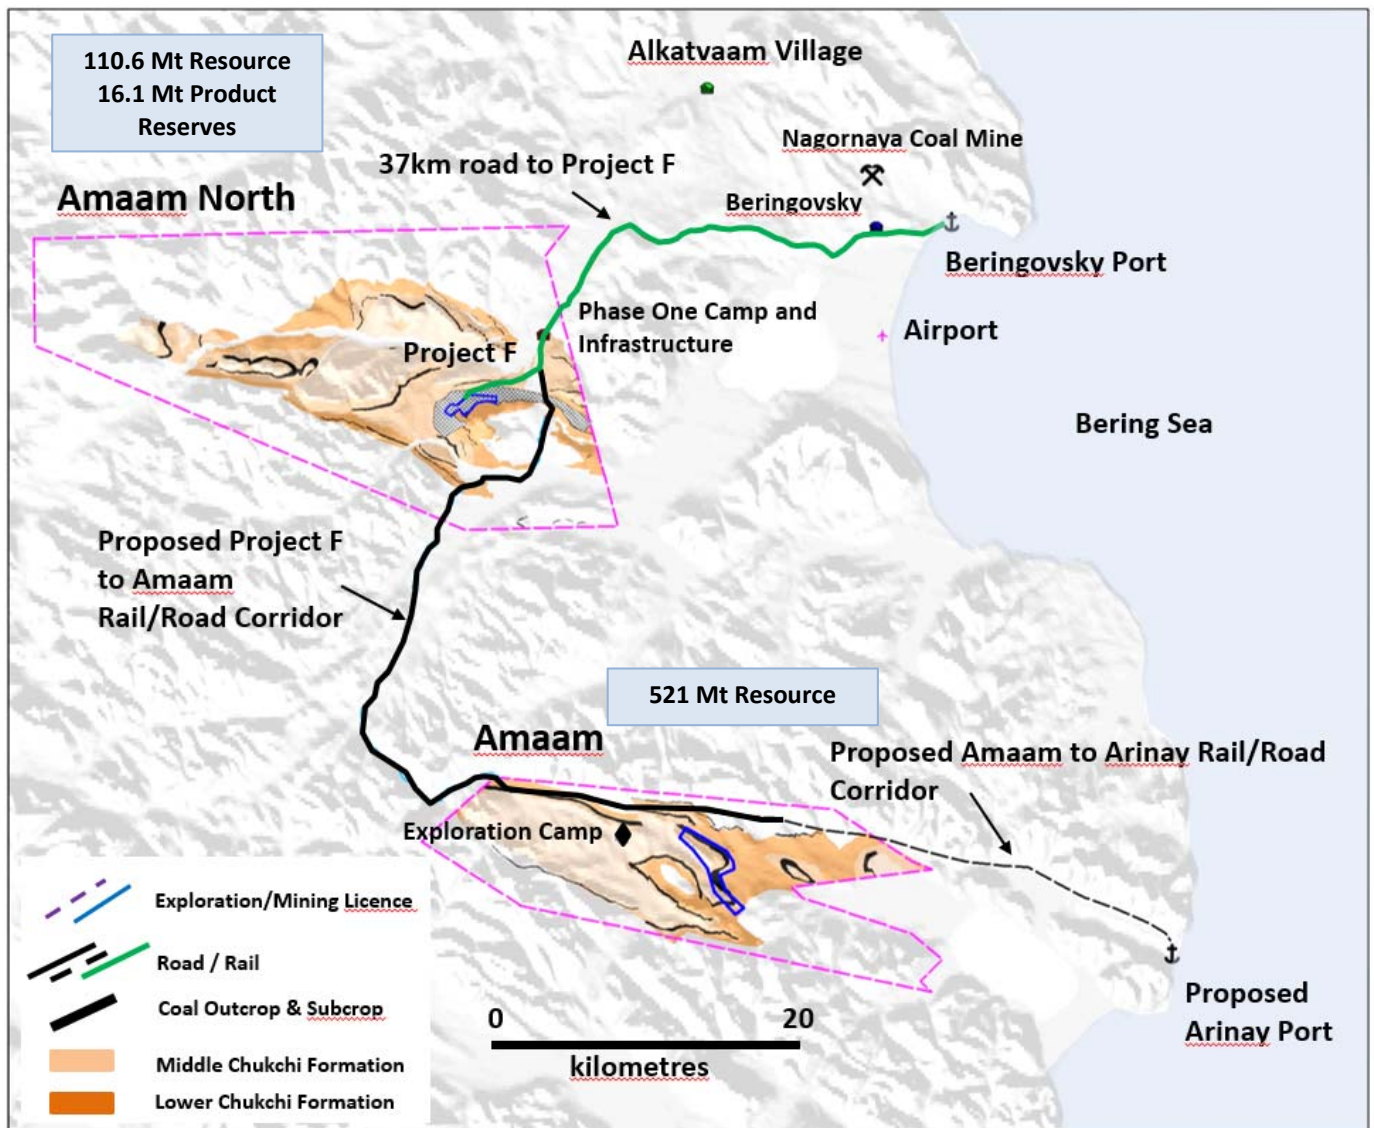 110.6 Mt Resource
16.1 Mt Product
Reserves
Alkatvaam Village
Nagornaya Coal Mine
37km road to Project F
Amaam North
Beringovsky
Beringovsky Port
Phase One Camp and
Infrastructure
Airport
Project F
Bering Sea
Proposed Project F
to Amaam
Rail/Road Corridor
521 Mt Resource
Amaam
Proposed Amaam to Arinay Rail/Road
Corridor
Exploration Camp
Exploration/Mining Licence
Road / Rail
Coal Outcrop & Subcrop
Middle Chukchi Formation
Lower Chukchi Formation
0 20
kilometres
Proposed
Arinay Port